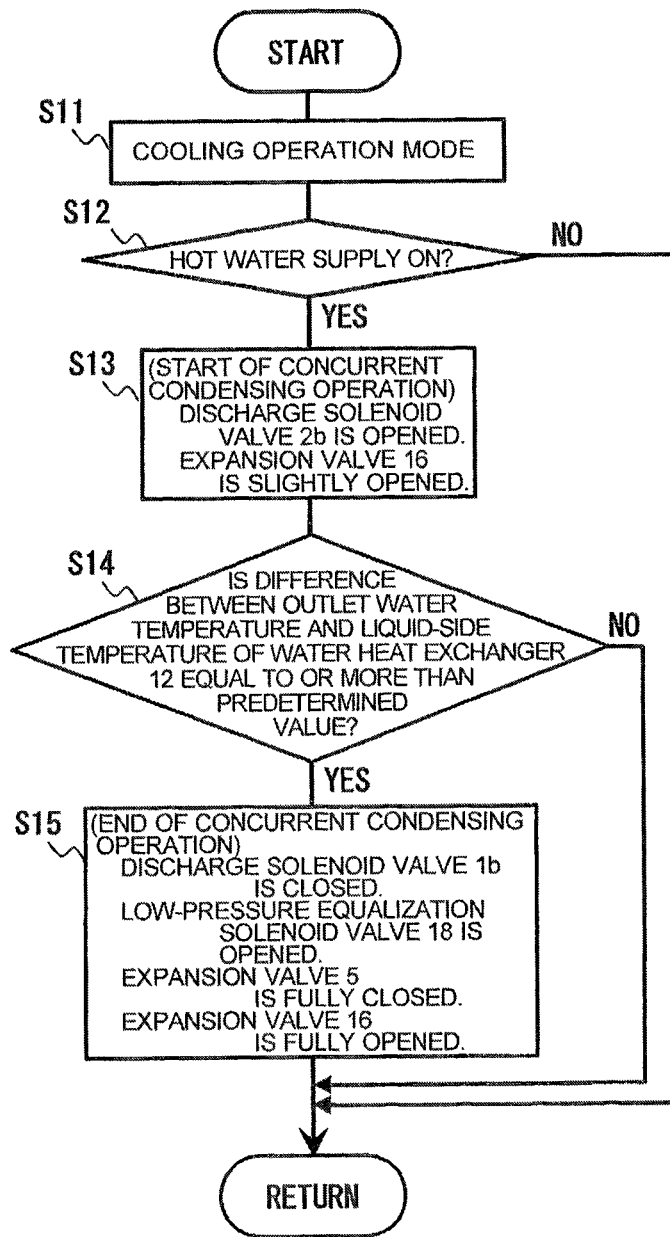 START
S11
COOLING OPERATION MODE
S12
HOT WATER SUPPLY ON?
NO
YES
S13
(START OF CONCURRENT
CONDENSING OPERATION)
DISCHARGE SOLENOID
VALVE 2b IS OPENED.
EXPANSION VALVE 16
IS SLIGHTLY OPENED.
S14
IS DIFFERENCE
BETWEEN OUTLET WATER
TEMPERATURE AND LIQUID-SIDE
TEMPERATURE OF WATER HEAT EXCHANGER
12 EQUAL TO OR MORE THAN
PREDETERMINED
VALUE?
NO
YES
S15
(END OF CONCURRENT CONDENSING
OPERATION)
DISCHARGE SOLENOID VALVE 1b
IS CLOSED.
LOW-PRESSURE EQUALIZATION
SOLENOID VALVE 18 IS
OPENED.
EXPANSION VALVE 5
IS FULLY CLOSED.
EXPANSION VALVE 16
IS FULLY OPENED.
RETURN